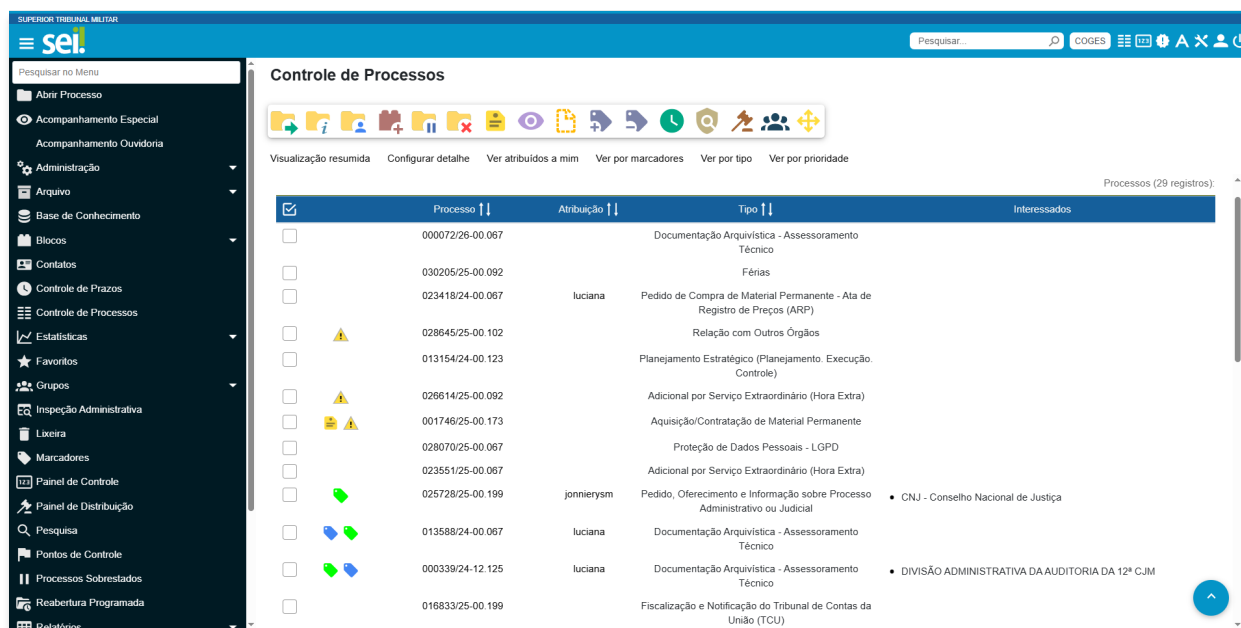 SUPERIOR TRIBUNAL MILITAR
sei!
Pesquisar...
COGES
123
A
Pesquisar no Menu
Abrir Processo
Acompanhamento Especial
Acompanhamento Ouvidoria
Administração
Arquivo
Base de Conhecimento
Blocos
Contatos
Controle de Prazos
Controle de Processos
Estatísticas
Favoritos
Grupos
Inspeção Administrativa
Lixeira
Marcadores
123 Painel de Controle
Painel de Distribuição
Pesquisa
Pontos de Controle
Processos Sobrestados
Reabertura Programada
Relatórios
Controle de Processos
Visualização resumida Configurar detalhe Ver atribuídos a mim Ver por marcadores Ver por tipo Ver por prioridade
Processos (29 registros):
Processo Atribuição Tipo Interessados
000072/26-00.067 Documentação Arquivística - Assessoramento
Técnico
030205/25-00.092 Férias
023418/24-00.067 luciana Pedido de Compra de Material Permanente - Ata de
Registro de Preços (ARP)
028645/25-00.102 Relação com Outros Órgãos
013154/24-00.123 Planejamento Estratégico (Planejamento. Execução.
Controle)
026614/25-00.092 Adicional por Serviço Extraordinário (Hora Extra)
001746/25-00.173 Aquisição/Contratação de Material Permanente
028070/25-00.067 Proteção de Dados Pessoais - LGPD
023551/25-00.067 Adicional por Serviço Extraordinário (Hora Extra)
025728/25-00.199 jonnierysm Pedido, Oferecimento e Informação sobre Processo
Administrativo ou Judicial
• CNJ - Conselho Nacional de Justiça
013588/24-00.067 luciana Documentação Arquivística - Assessoramento
Técnico
000339/24-12.125 luciana Documentação Arquivística - Assessoramento
Técnico
• DIVISÃO ADMINISTRATIVA DA AUDITORIA DA 12ª CJM
016833/25-00.199 Fiscalização e Notificação do Tribunal de Contas da
União (TCU)